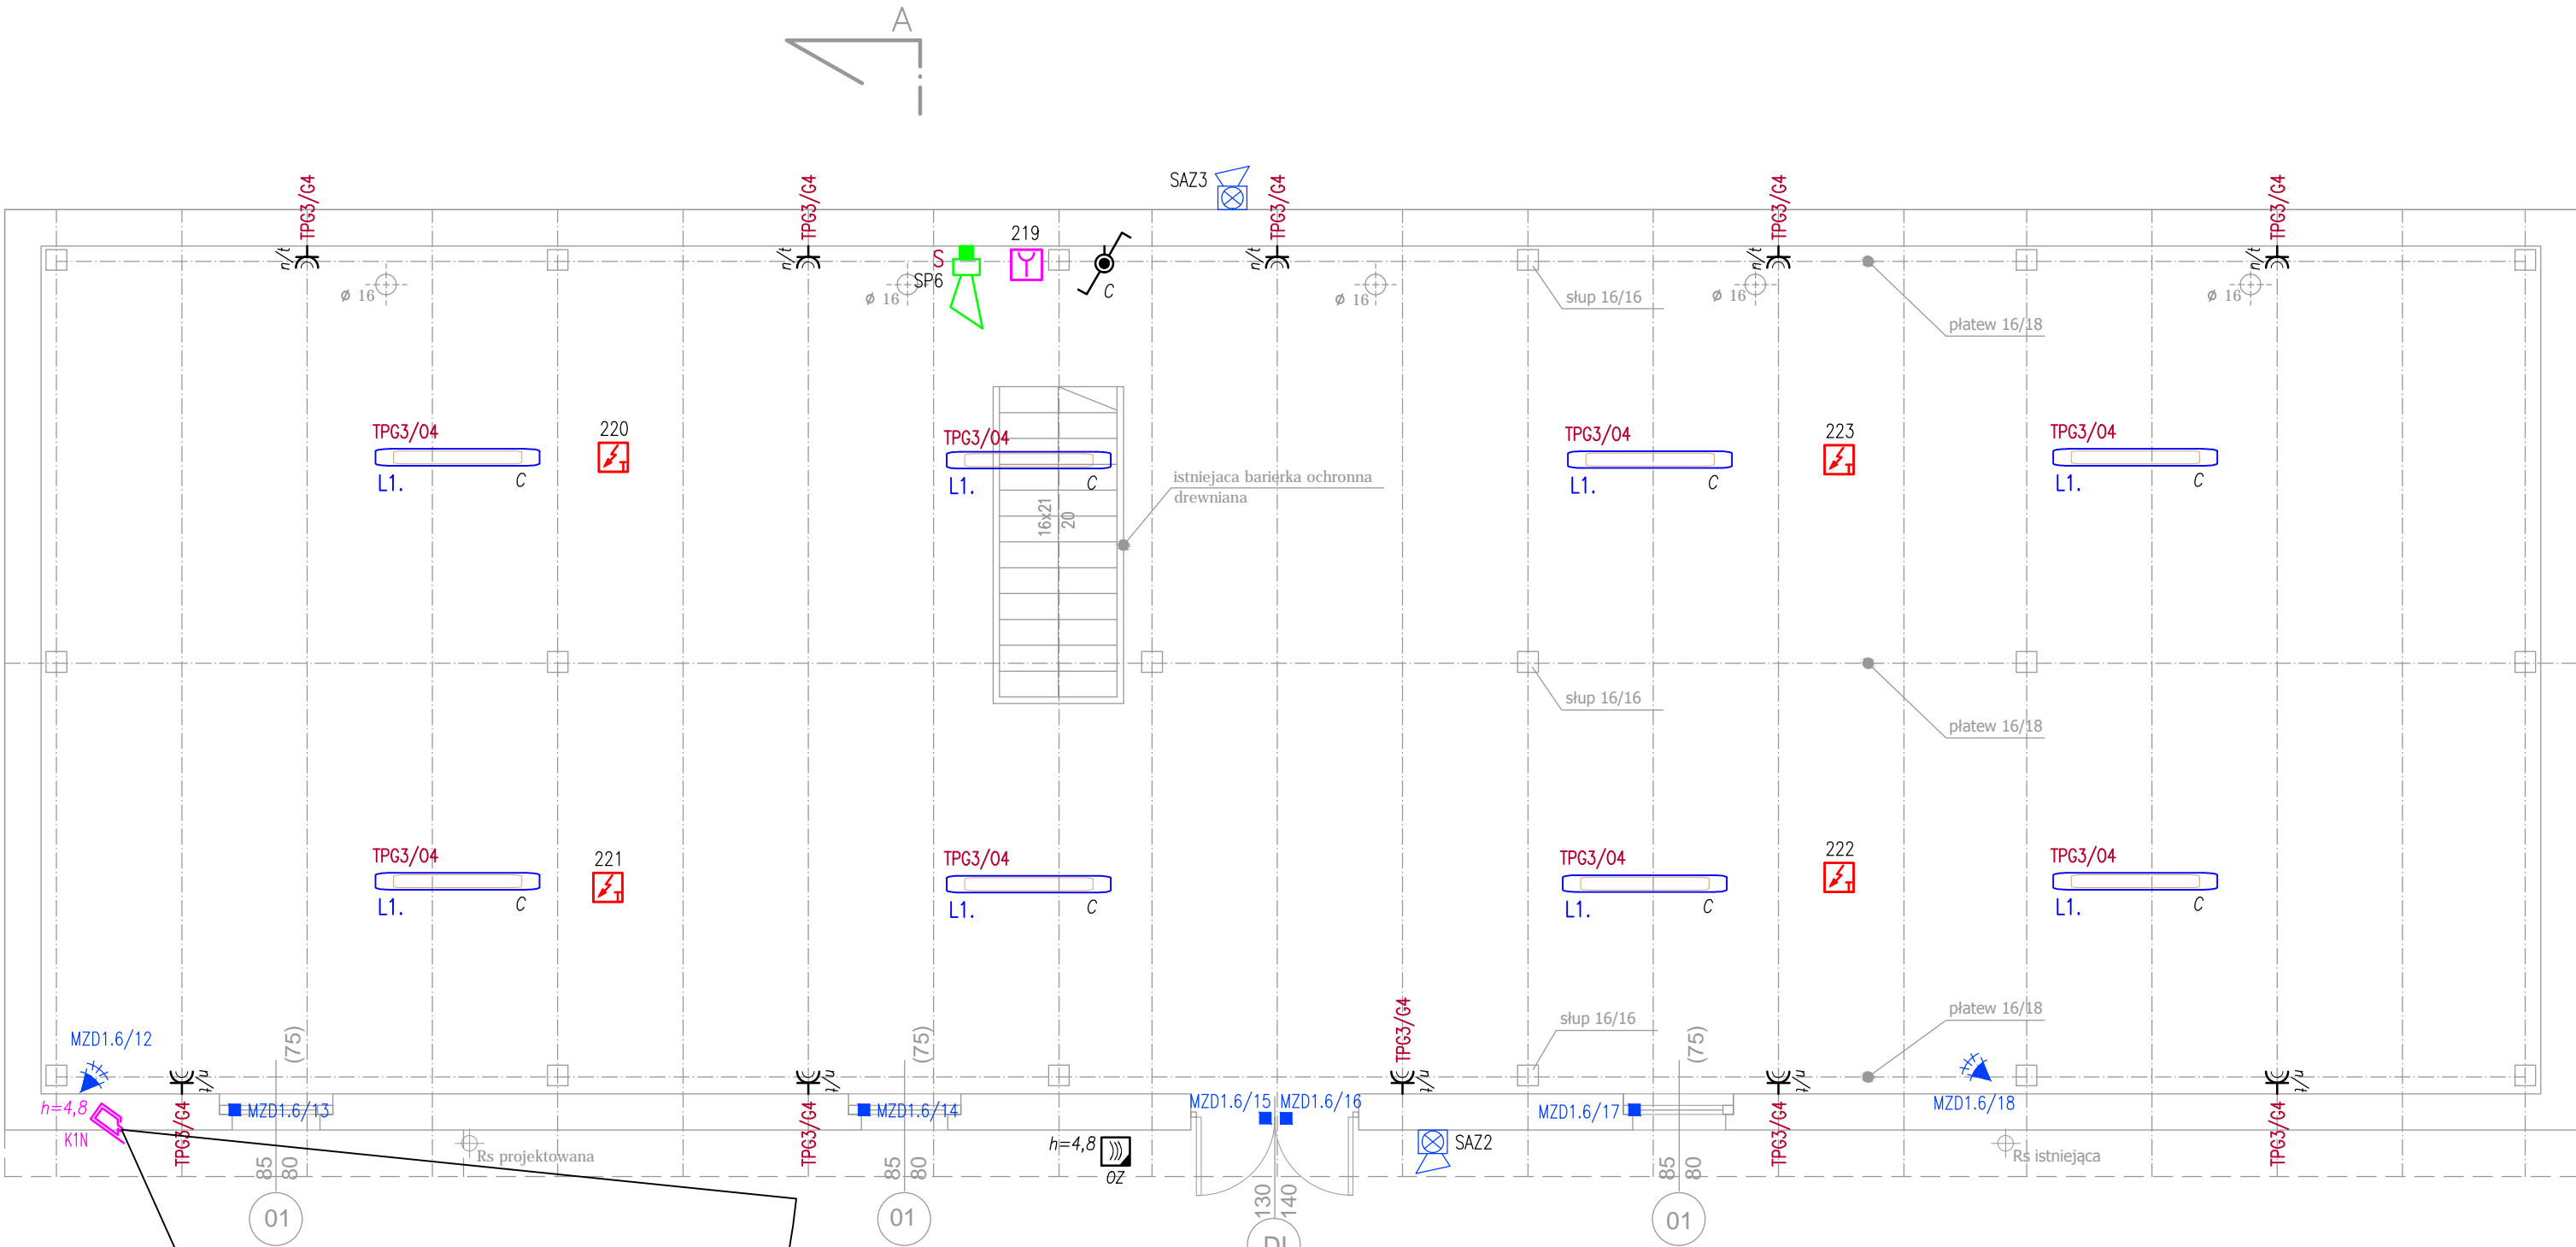 A
TPG3/G4
TPG3/G4
SAZ3
TPG3/G4
TPG3/G4
TPG3/G4
n/t
n/t
S
SP6
219
C
n/t
n/t
n/t
ø 16
ø 16
ø 16
słup 16/16
ø 16
płatew 16/18
ø 16
TPG3/04
L1.
C
220
TPG3/04
L1.
C
16x21
20
istniejaca barierka ochronna
drewniana
TPG3/04
L1.
C
223
TPG3/04
L1.
C
słup 16/16
płatew 16/18
TPG3/04
L1.
C
221
TPG3/04
L1.
C
TPG3/04
L1.
C
222
TPG3/04
L1.
C
MZD1.6/12
(75)
(75)
TPG3/G4
słup 16/16
(75)
płatew 16/18
n/t
n/t
n/t
n/t
n/t
h=4,8
K1N
MZD1.6/13
MZD1.6/14
MZD1.6/15
MZD1.6/16
MZD1.6/17
MZD1.6/18
TPG3/G4
TPG3/G4
TPG3/G4
TPG3/G4
Rs projektowana
h=4,8
OZ
SAZ2
Rs istniejąca
85
80
85
80
130
140
85
80
01
01
DL
01